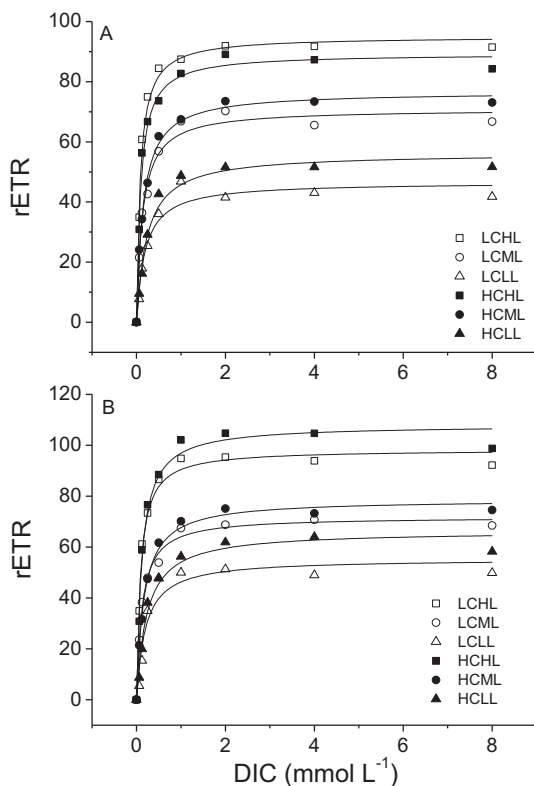 A
100
80
60
40
20
0
rETR
LCHL
LCML
LCLL
HCHL
HCML
HCLL
0 2 4 6 8
B
120
100
80
60
40
20
0
rETR
LCHL
LCML
LCLL
HCHL
HCML
HCLL
0 2 4 6 8
DIC (mmol L⁻¹)